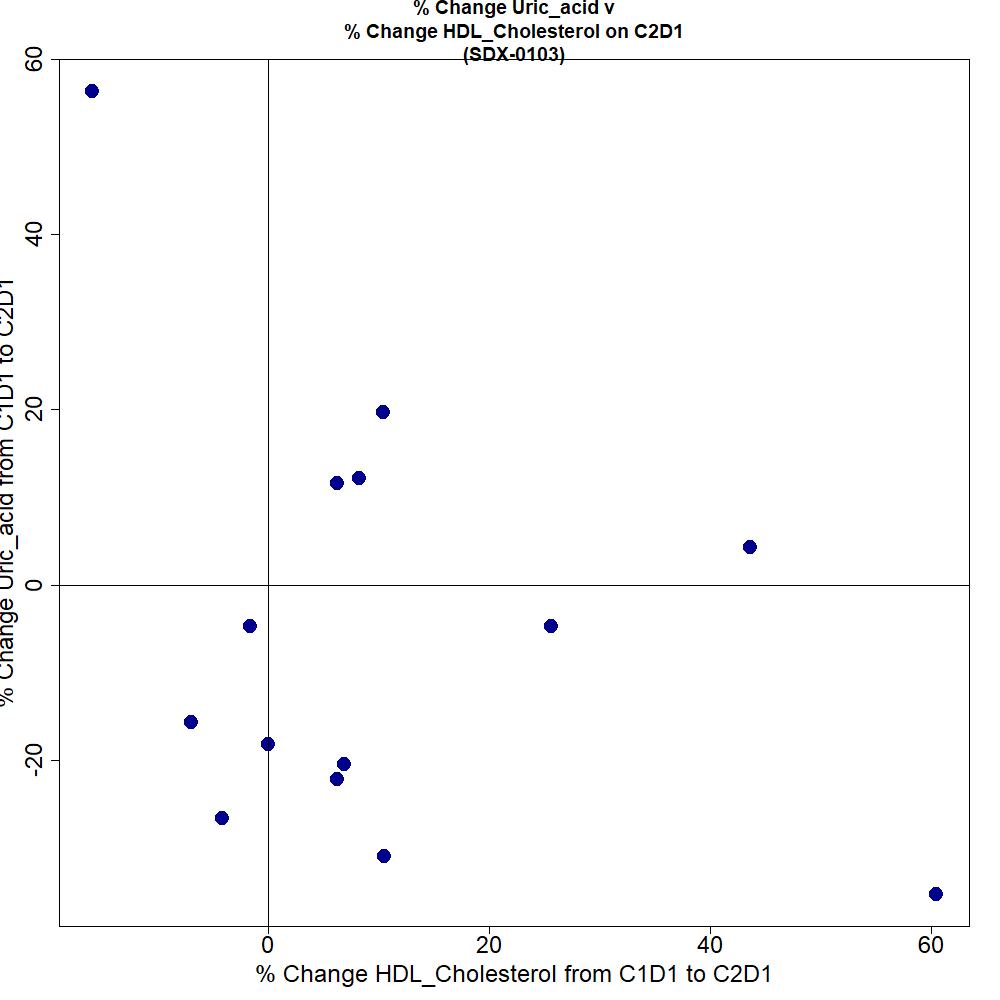 % Change Uric_acid v
% Change HDL_Cholesterol on C2D1
(SDX-0103)
60
40
20
0
-20
% Change Uric_acid from C1D1 to C2D1
0 20 40 60
% Change HDL_Cholesterol from C1D1 to C2D1